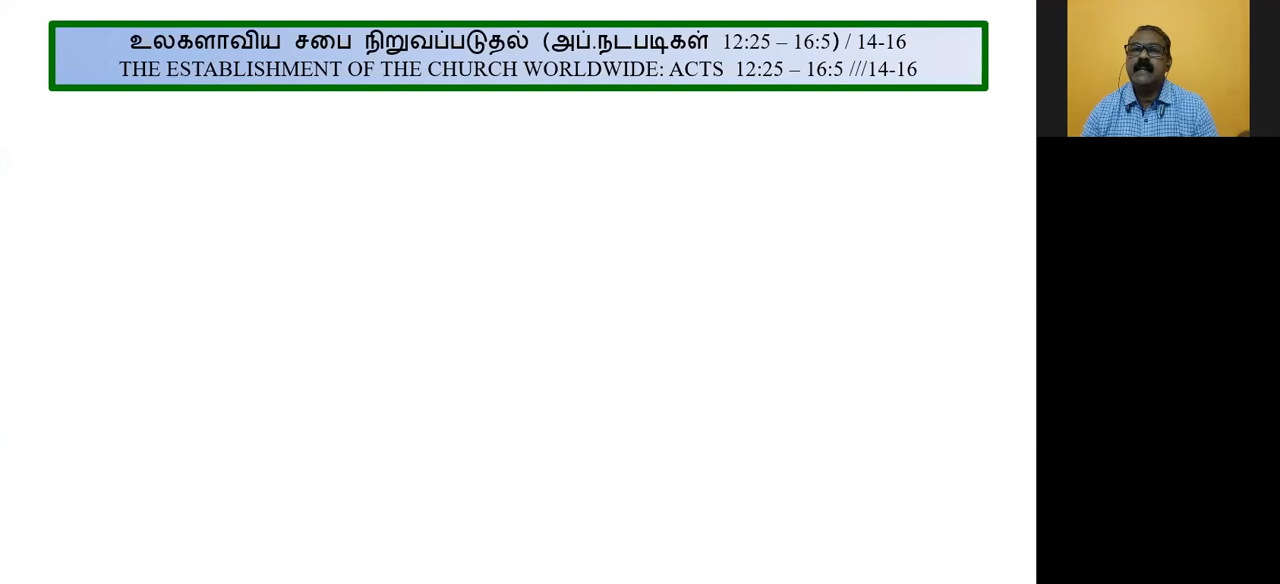 உலகளாவிய சபை நிறுவப்படுதல் (அப்.நடபடிகள் 12:25 – 16:5) / 14-16
THE ESTABLISHMENT OF THE CHURCH WORLDWIDE: ACTS 12:25 – 16:5 ///14-16